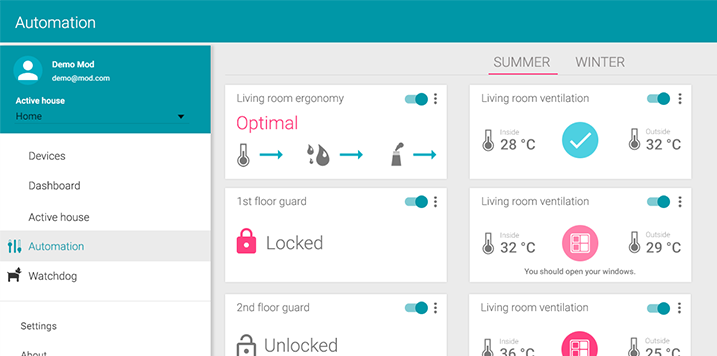 Automation
Demo Mod
demo@mod.com
Active house
Home
Devices
Dashboard
Active house
Automation
Watchdog
Settings
About
SUMMER WINTER
Living room ergonomy
Optimal
Living room ventilation
Inside
28 °C
Outside
32 °C
1st floor guard
Locked
Living room ventilation
Inside
32 °C
Outside
29 °C
You should open your windows.
2nd floor guard
Unlocked
Living room ventilation
Inside
36 °C
Outside
25 °C